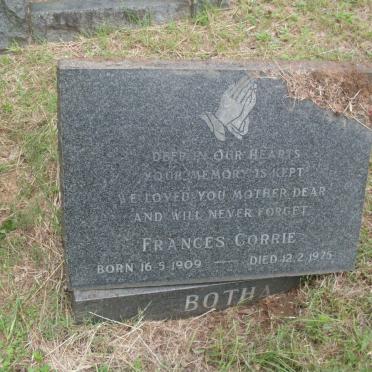 DEEP IN OUR HEARTS
YOUR MEMORY IS KEPT
WE LOVED YOU MOTHER DEAR
AND WILL NEVER FORGET
FRANCES CORRIE
BORN 16.5.1909 — DIED 12.2.1975
BOTHA